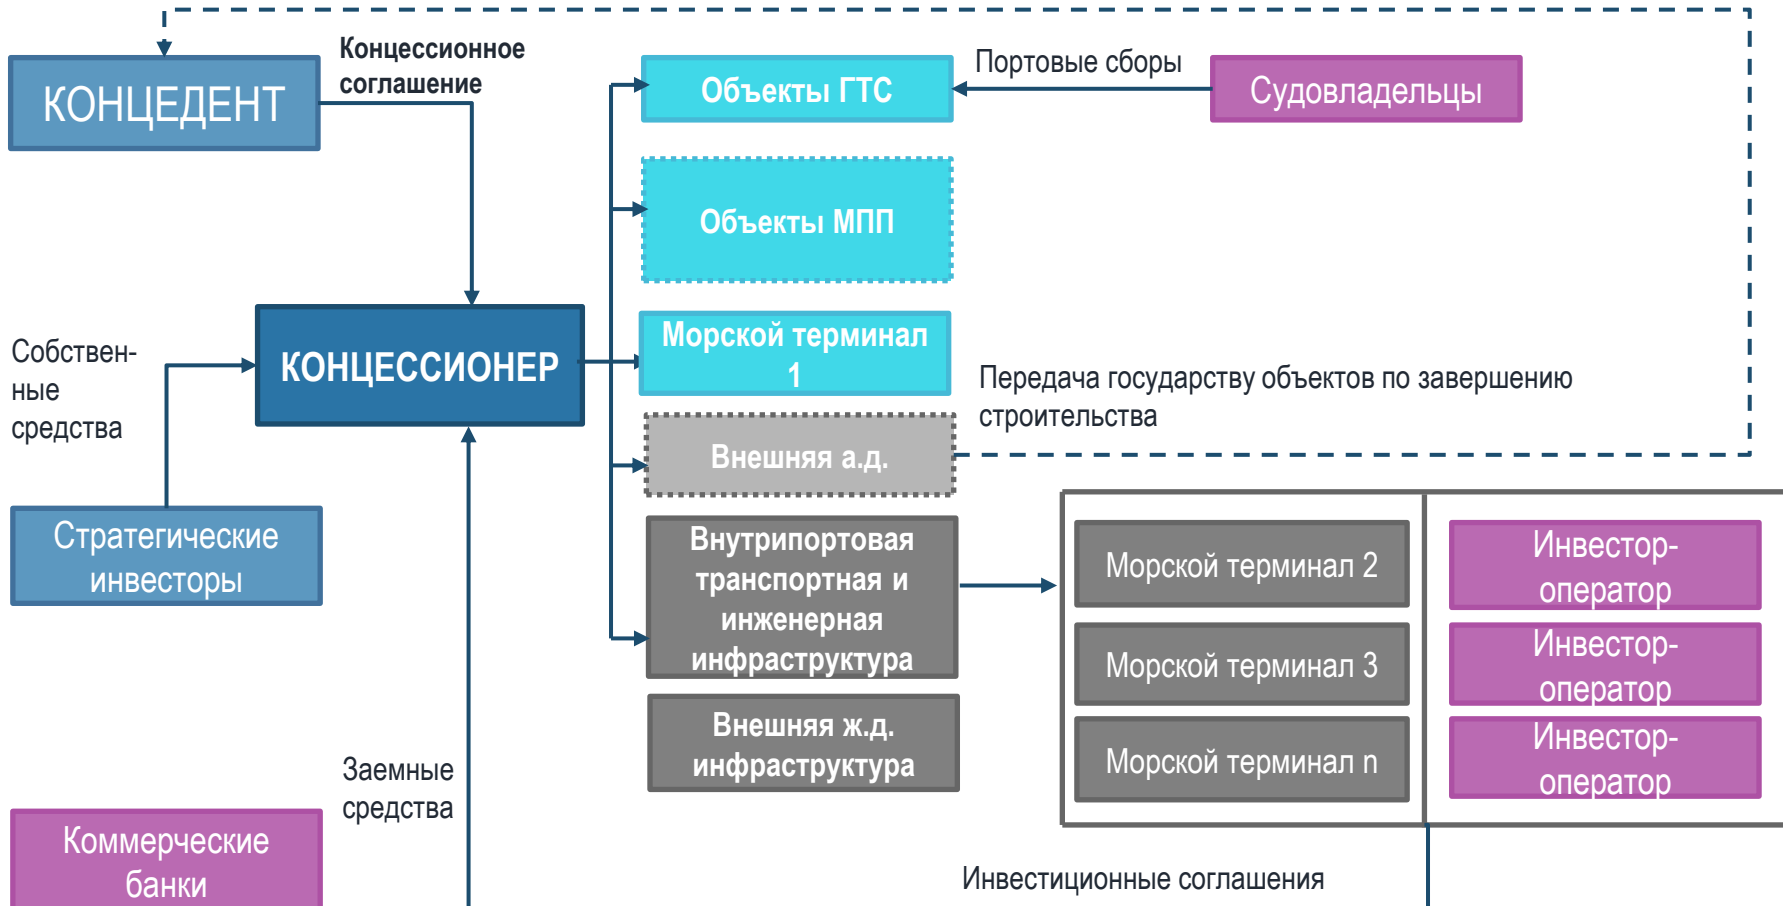 КОНЦЕДЕНТ
Концессионное
соглашение
Объекты ГТС
Портовые сборы
Судовладельцы
Объекты МПП
Морской терминал
1
КОНЦЕССИОНЕР
Собствен-
ные
средства
Передача государству объектов по завершению
строительства
Внешняя а.д.
Стратегические
инвесторы
Внутрипортовая
транспортная и
инженерная
инфраструктура
Морской терминал 2
Инвестор-
оператор
Морской терминал 3
Инвестор-
оператор
Внешняя ж.д.
инфраструктура
Морской терминал n
Инвестор-
оператор
Заемные
средства
Коммерческие
банки
Инвестиционные соглашения